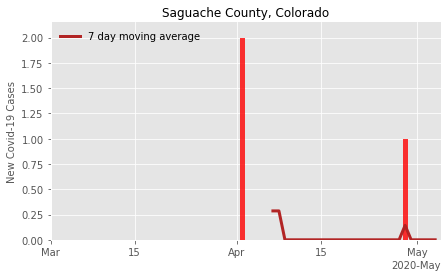 Saguache County, Colorado
7 day moving average
New Covid-19 Cases
2.00
1.75
1.50
1.25
1.00
0.75
0.50
0.25
0.00
Mar 15 Apr 15 May
2020-May